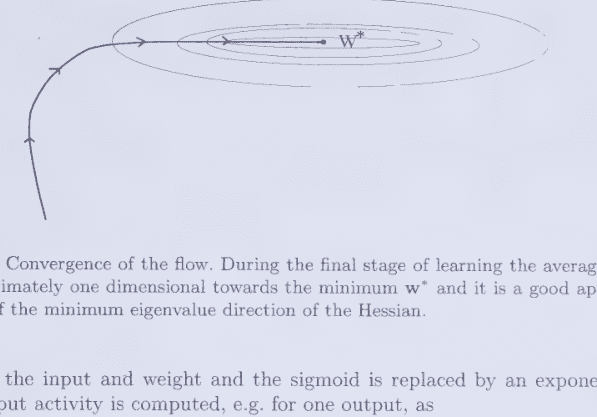 w*
Convergence of the flow. During the final stage of learning the averag
imately one dimensional towards the minimum w* and it is a good ap
f the minimum eigenvalue direction of the Hessian.
the input and weight and the sigmoid is replaced by an expone
put activity is computed, e.g. for one output, as